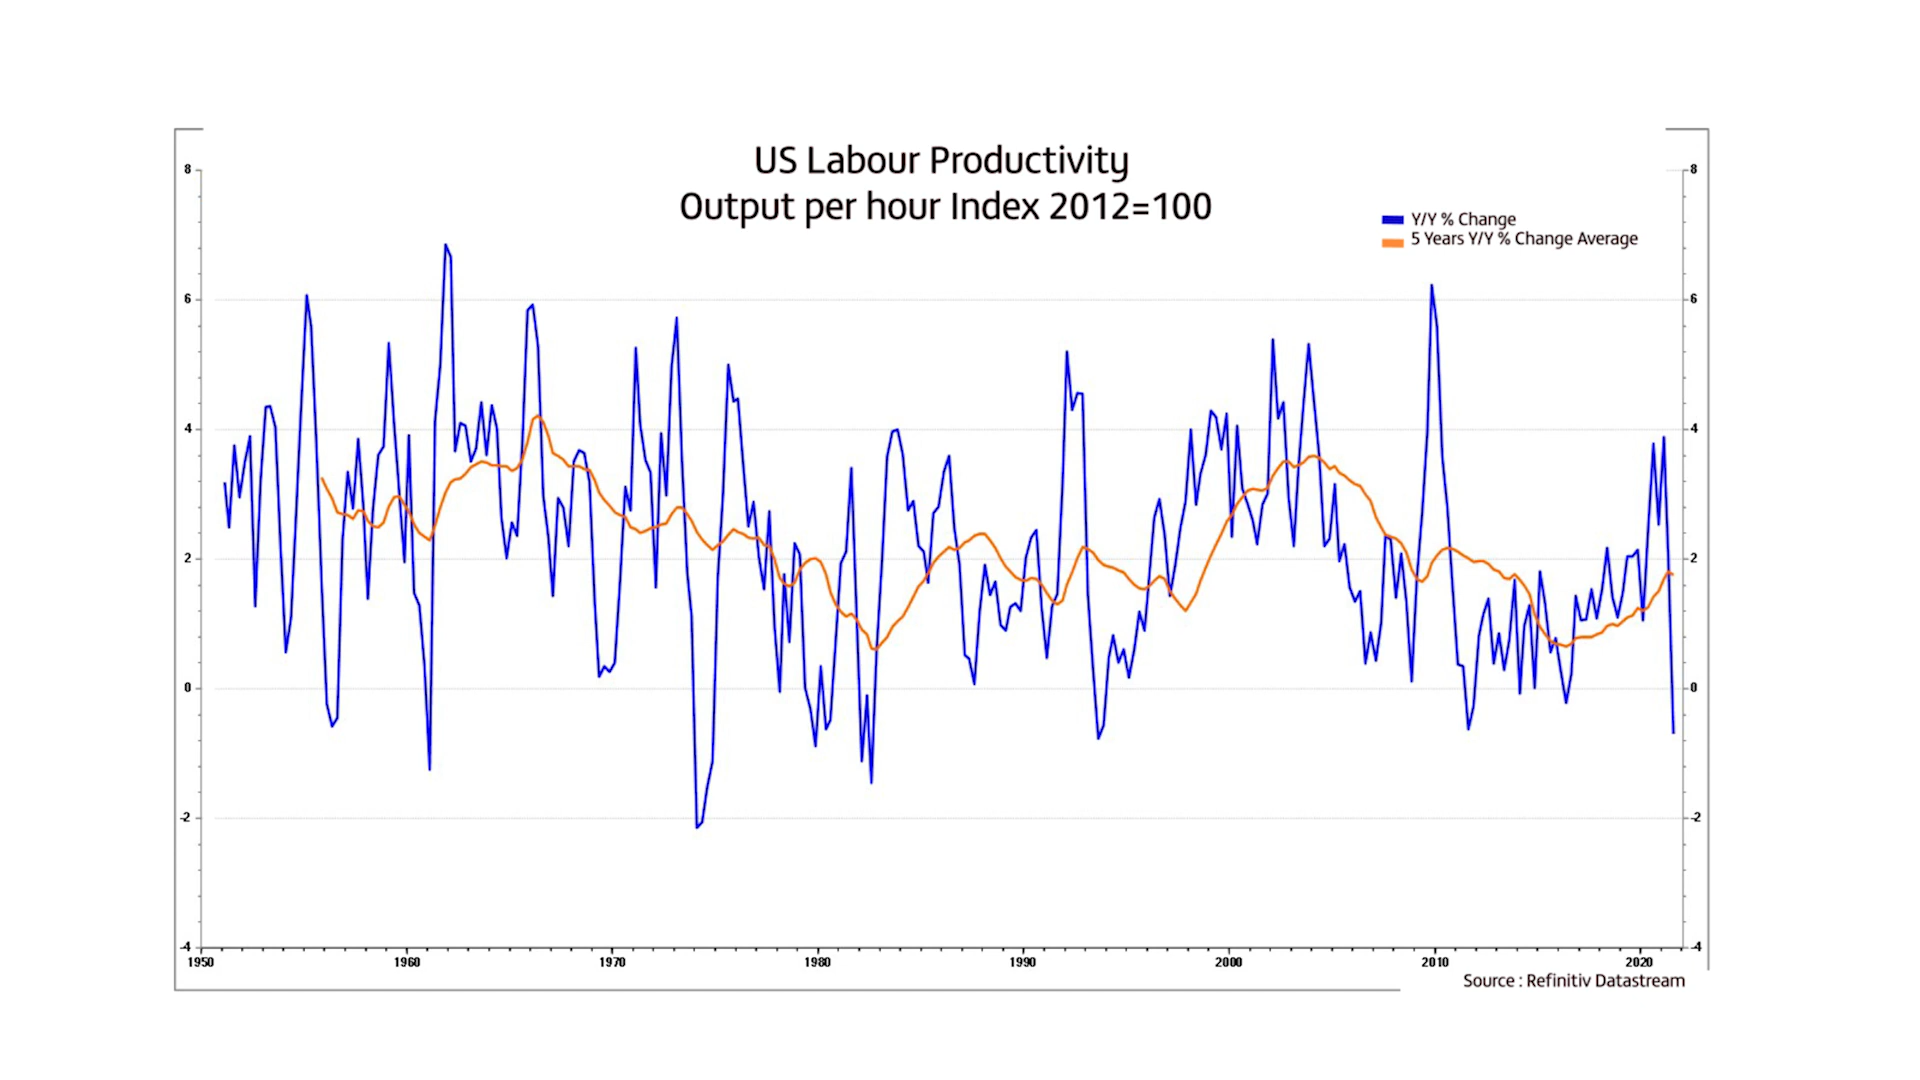 US Labour Productivity
Output per hour Index 2012=100
Y/Y % Change
5 Years Y/Y % Change Average
8
6
4
2
0
-2
-4
8
6
4
2
0
-2
-4
1950 1960 1970 1980 1990 2000 2010 2020
Source : Refinitiv Datastream